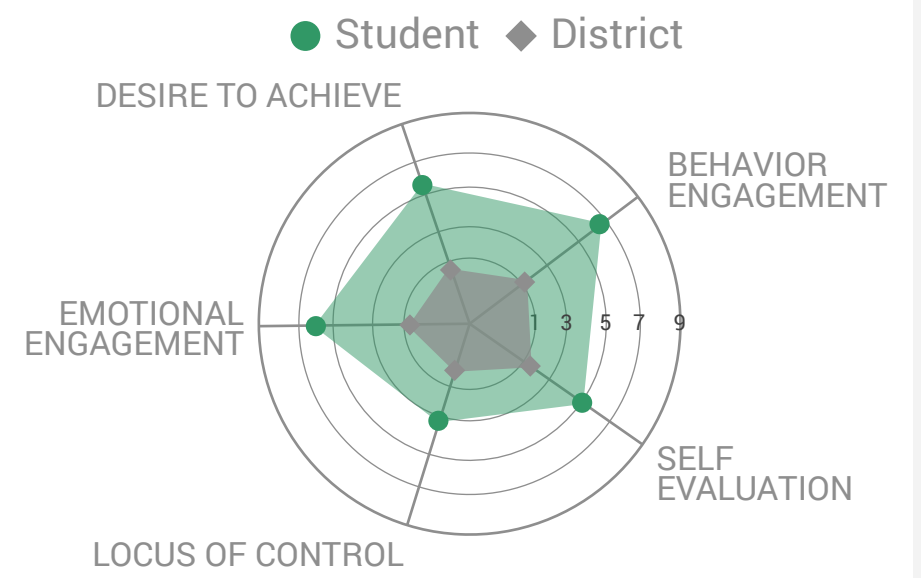 Student District
DESIRE TO ACHIEVE
BEHAVIOR
ENGAGEMENT
EMOTIONAL
ENGAGEMENT
1 3 5 7 9
SELF
EVALUATION
LOCUS OF CONTROL